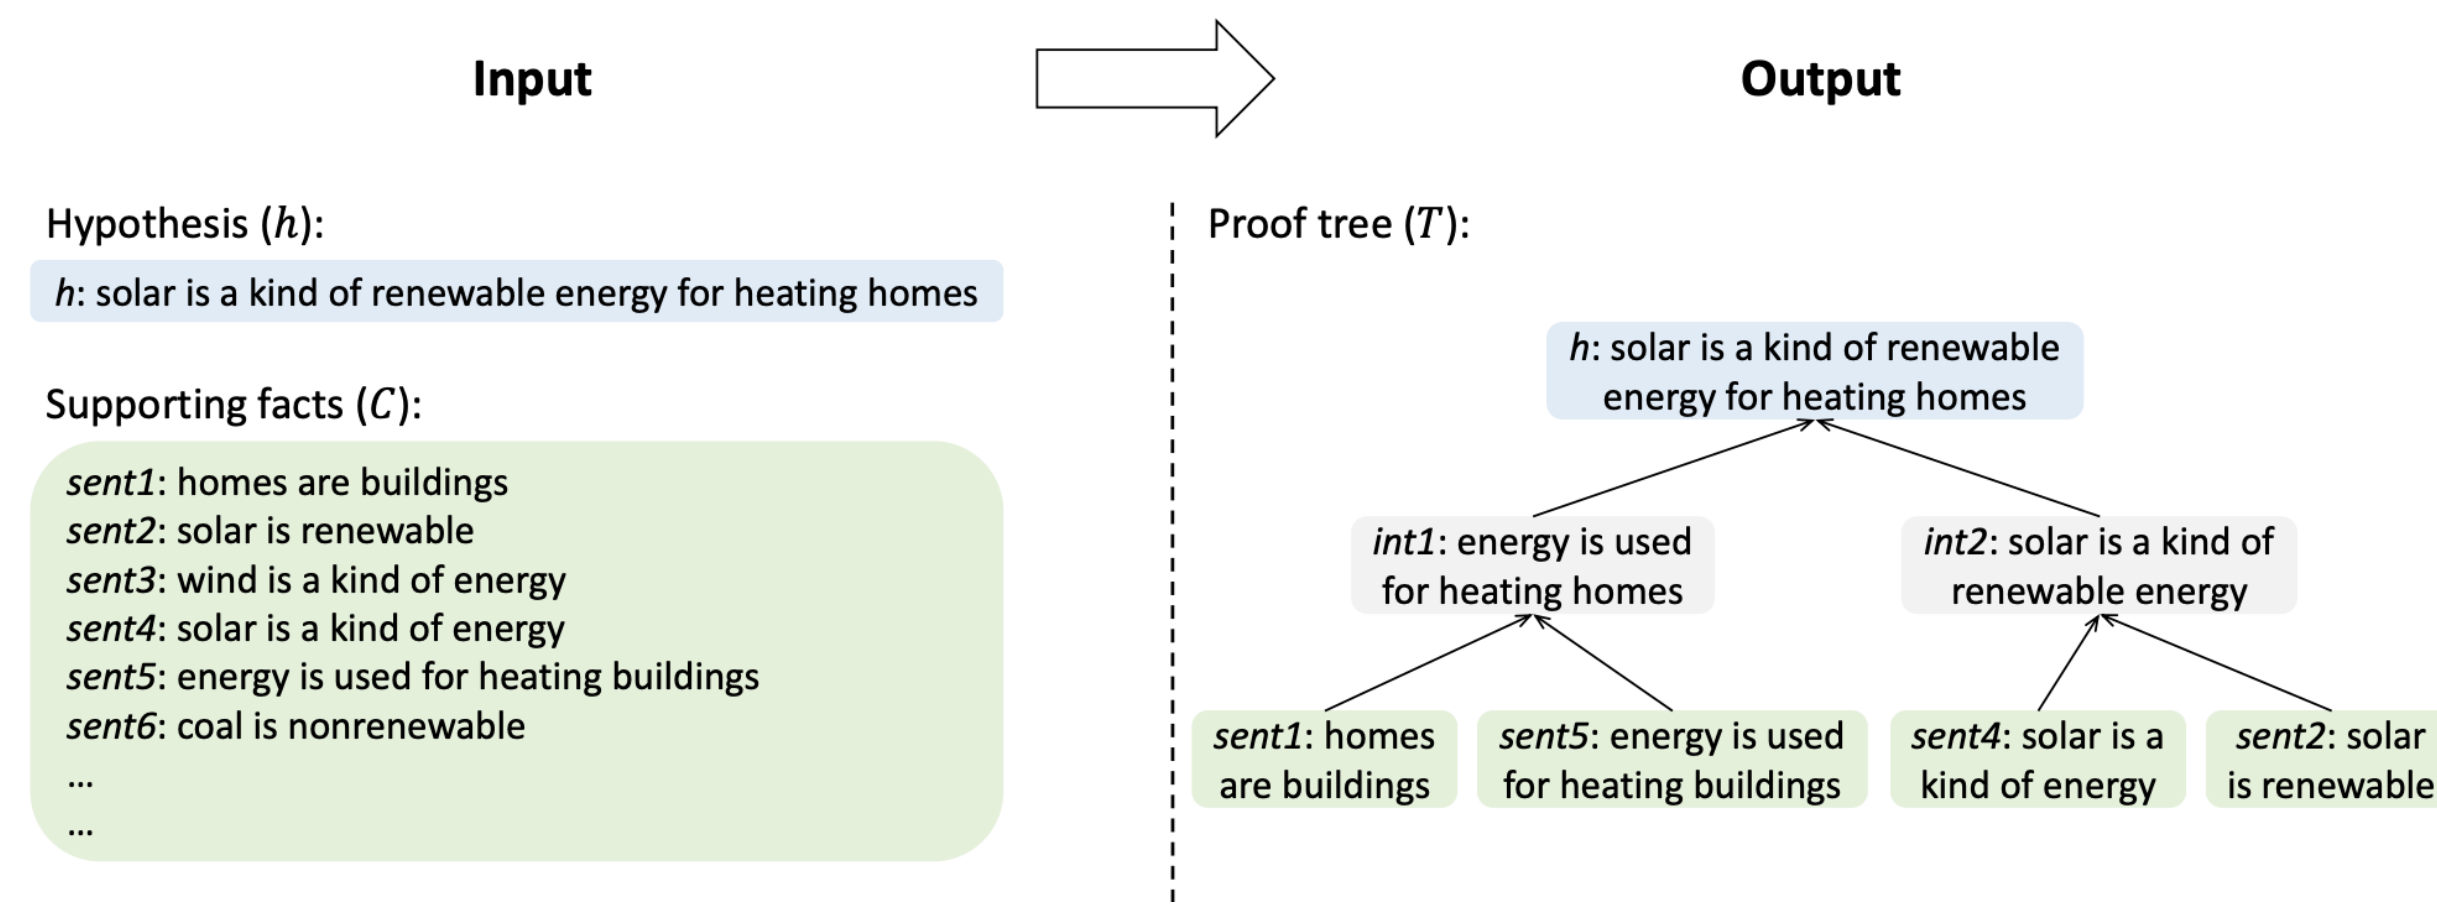 Input
Output
Hypothesis (h):
h: solar is a kind of renewable energy for heating homes
Supporting facts (C):
sent1: homes are buildings
sent2: solar is renewable
sent3: wind is a kind of energy
sent4: solar is a kind of energy
sent5: energy is used for heating buildings
sent6: coal is nonrenewable
...
...
Proof tree (T):
h: solar is a kind of renewable
energy for heating homes
int1: energy is used
for heating homes
int2: solar is a kind of
renewable energy
sent1: homes
are buildings
sent5: energy is used
for heating buildings
sent4: solar is a
kind of energy
sent2: solar
is renewable